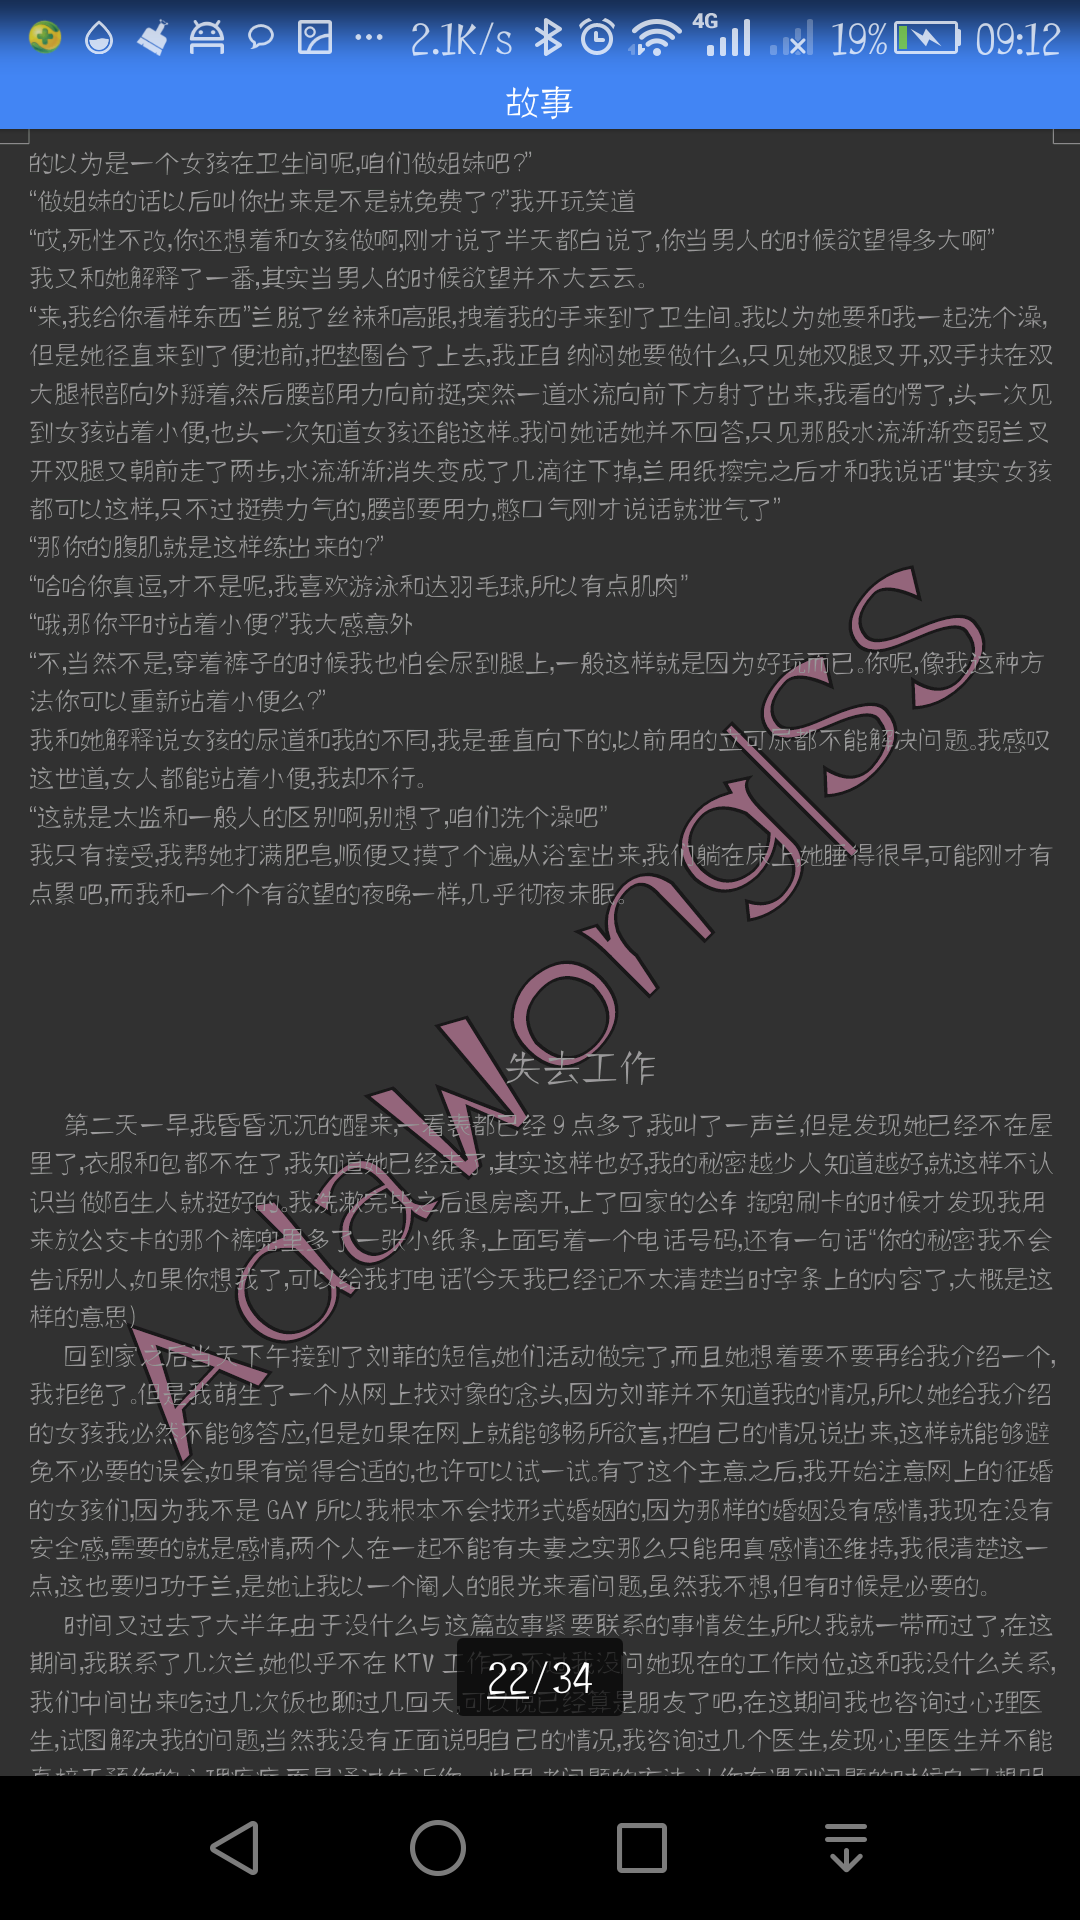 2.1K/s 4G 19% 09:12
故事
的以为是一个女孩在卫生间呢,咱们做姐妹吧?”
“做姐妹的话以后叫你出来是不是就免费了?”我开玩笑道
“哎,死性不改,你还想着和女孩做啊,刚才说了半天都白说了,你当男人的时候欲望得多大啊”
我又和她解释了一番,其实当男人的时候欲望并不大云云。
“来,我给你看样东西”兰脱了丝袜和高跟,拽着我的手来到了卫生间。我以为她要和我一起洗个澡,
但是她径直来到了便池前,把垫圈台了上去,我正自纳闷她要做什么,只见她双腿叉开,双手扶在双
大腿根部向外掰着,然后腰部用力向前挺,突然一道水流向前下方射了出来,我看的愣了,头一次见
到女孩站着小便,也头一次知道女孩还能这样。我问她话她并不回答,只见那股水流渐渐变弱兰叉
开双腿又朝前走了两步,水流渐渐消失变成了几滴往下掉,兰用纸擦完之后才和我说话“其实女孩
都可以这样,只不过挺费力气的,腰部要用力,憋口气刚才说话就泄气了”
“那你的腹肌就是这样练出来的?”
“哈哈你真逗,才不是呢,我喜欢游泳和达羽毛球,所以有点肌肉”
“哦,那你平时站着小便?”我大感意外
“不,当然不是,穿着裤子的时候我也怕会尿到腿上,一般这样就是因为好玩而已。你呢,像我这种方
法你可以重新站着小便么?”
我和她解释说女孩的尿道和我的不同,我是垂直向下的,以前用的立可尿都不能解决问题。我感叹
这世道,女人都能站着小便,我却不行。
“这就是太监和一般人的区别啊,别想了,咱们洗个澡吧”
我只有接受,我帮她打满肥皂,顺便又摸了个遍,从浴室出来,我们躺在床上她睡得很早,可能刚才有
点累吧,而我和一个个有欲望的夜晚一样,几乎彻夜未眠。
失去工作
第二天一早,我昏昏沉沉的醒来,一看表都已经 9 点多了,我叫了一声兰,但是发现她已经不在屋
里了,衣服和包都不在了,我知道她已经走了,其实这样也好,我的秘密越少人知道越好,就这样不认
识当做陌生人就挺好的。我洗漱完毕之后退房离开,上了回家的公车 掏兜刷卡的时候才发现我用
来放公交卡的那个裤兜里多了一张小纸条,上面写着一个电话号码,还有一句话“你的秘密我不会
告诉别人,如果你想我了,可以给我打电话”(今天我已经记不太清楚当时字条上的内容了,大概是这
样的意思)
回到家之后当天下午接到了刘菲的短信,她们活动做完了,而且她想着要不要再给我介绍一个,
我拒绝了。但是我萌生了一个从网上找对象的念头,因为刘菲并不知道我的情况,所以她给我介绍
的女孩我必然不能够答应,但是如果在网上就能够畅所欲言,把自己的情况说出来,这样就能够避
免不必要的误会,如果有觉得合适的,也许可以试一试。有了这个主意之后,我开始注意网上的征婚
的女孩们,因为我不是 GAY 所以我根本不会找形式婚姻的,因为那样的婚姻没有感情,我现在没有
安全感,需要的就是感情,两个人在一起不能有夫妻之实那么只能用真感情还维持,我很清楚这一
点,这也要归功于兰,是她让我以一个阉人的眼光来看问题,虽然我不想,但有时候是必要的。
时间又过去了大半年,由于没什么与这篇故事紧要联系的事情发生,所以我就一带而过了,在这
期间,我联系了几次兰,她似乎不在 KTV 工作了,不过我没问她现在的工作岗位,这和我没什么关系,
我们中间出来吃过几次饭也聊过几回天,可以说已经算是朋友了吧,在这期间我也咨询过心理医
生,试图解决我的问题,当然我没有正面说明自己的情况,我咨询过几个医生,发现心里医生并不能
22/34
Adawong|SS